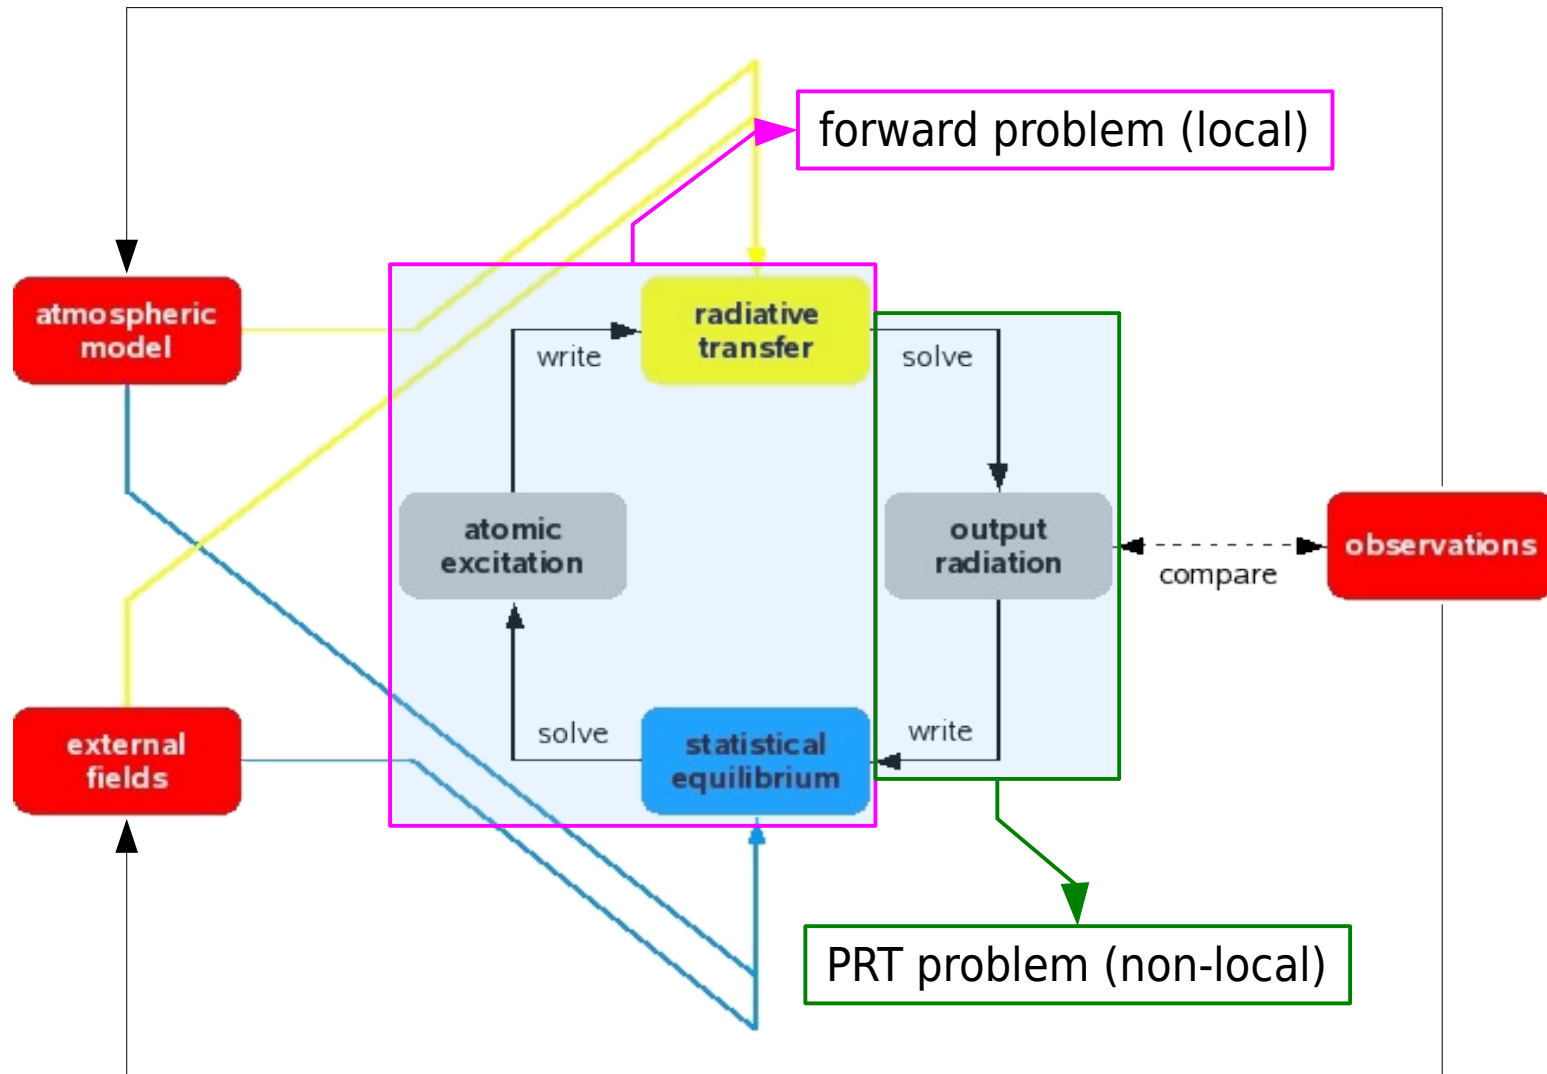 forward problem (local)
atmospheric
model
radiative
transfer
write
solve
atomic
excitation
output
radiation
observations
compare
external
fields
solve
statistical
equilibrium
write
PRT problem (non-local)